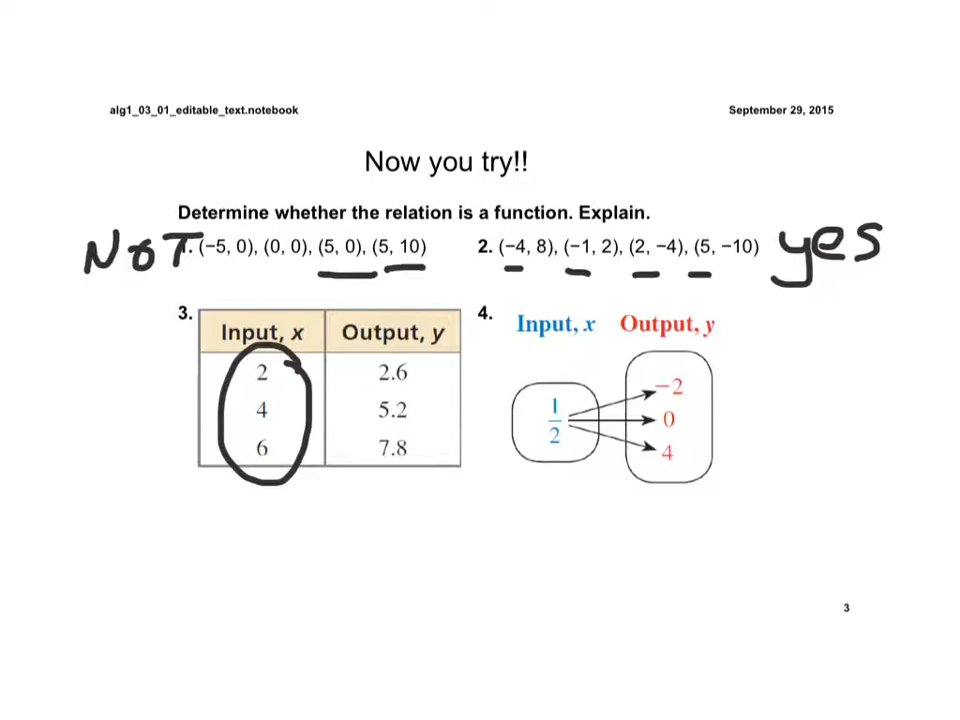 alg1_03_01_editable_text.notebook September 29, 2015
Now you try!!
Determine whether the relation is a function. Explain.
NOT 1. (−5, 0), (0, 0), (5, 0), (5, 10) 2. (−4, 8), (−1, 2), (2, −4), (5, −10) yes
3. 4.
Input, x Output, y Input, x Output, y
2 2.6 −2
4 5.2 1/2 0
6 7.8 4
3